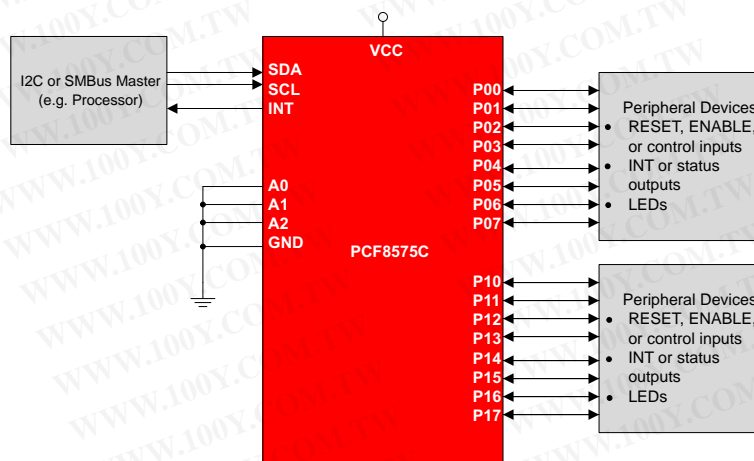 VCC
I2C or SMBus Master
(e.g. Processor)
SDA
SCL
INT
A0
A1
A2
GND
PCF8575C
P00
P01
P02
P03
P04
P05
P06
P07
P10
P11
P12
P13
P14
P15
P16
P17
Peripheral Devices
• RESET, ENABLE,
or control inputs
• INT or status
outputs
• LEDs
Peripheral Devices
• RESET, ENABLE,
or control inputs
• INT or status
outputs
• LEDs
WWW.100Y.COM.TW